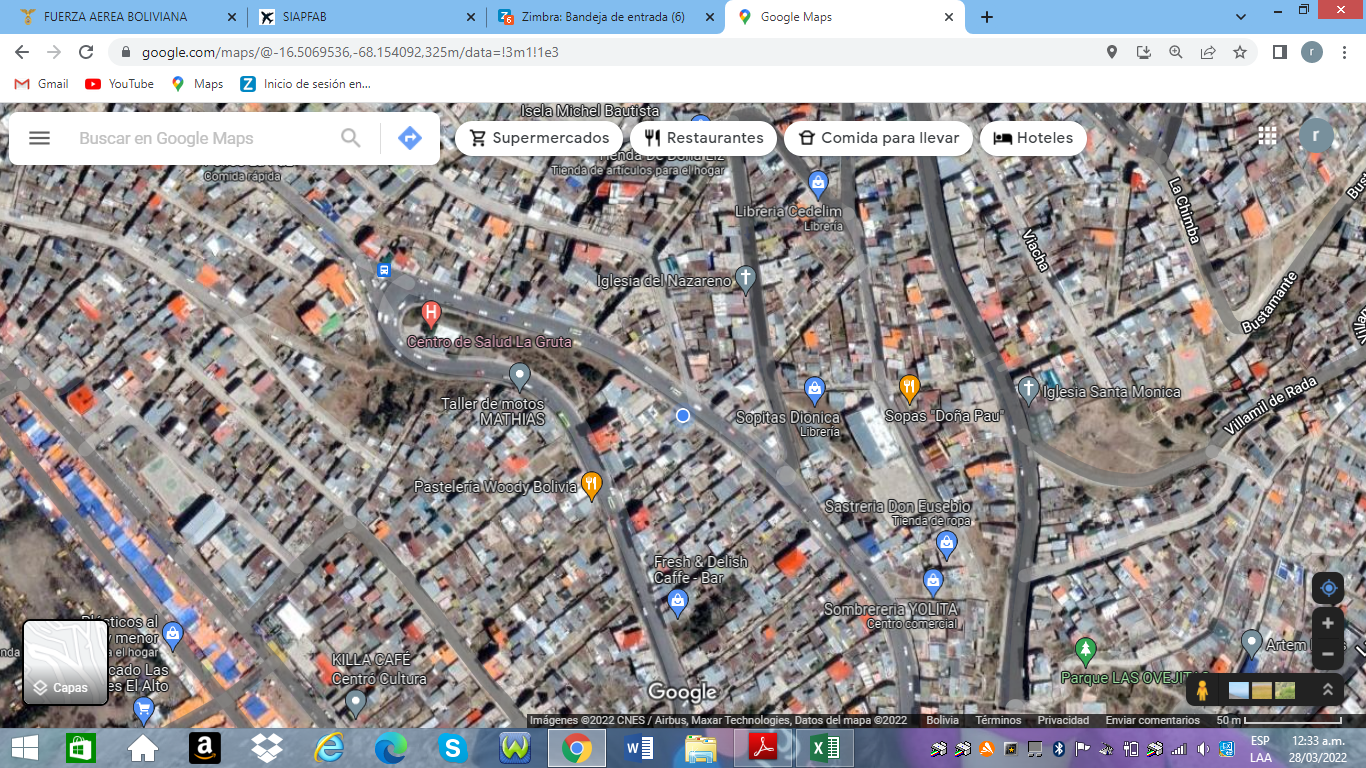 FUERZA AEREA BOLIVIANA
SIAPFAB
Zimbra: Bandeja de entrada (6)
Google Maps
google.com/maps/@-16.5069536,-68.154092,325m/data=!3m1!1e3
r
Gmail
YouTube
Maps
Inicio de sesión en...
Isela Michel Bautista
Buscar en Google Maps
Supermercados
Restaurantes
Comida para llevar
Hoteles
r
Tienda De Doña Liz
Tienda de artículos para el hogar
Comida rápida
Libreria Cedelim
Librería
La Chimba
Viacha
Bustamante
Iglesia del Nazareno
Centro de Salud La Gruta
Taller de motos
MATHIAS
Sopitas Dionica
Librería
Sopas "Doña Pau"
Iglesia Santa Monica
Villamil de Rada
Pastelería Woody Bolivia
Sastreria Don Eusebio
Tienda de ropa
Fresh & Delish
Caffe - Bar
Sombrereria YOLITA
Centro comercial
Plásticos al
y menor
el hogar
KILLA CAFÉ
Centro Cultura
cado Las
es El Alto
Capas
Artem
Parque LAS OVEJITAS
Google
Imágenes ©2022 CNES / Airbus, Maxar Technologies, Datos del mapa ©2022
Bolivia
Términos
Privacidad
Enviar comentarios
50 m
ESP
LAA
12:33 a.m.
28/03/2022